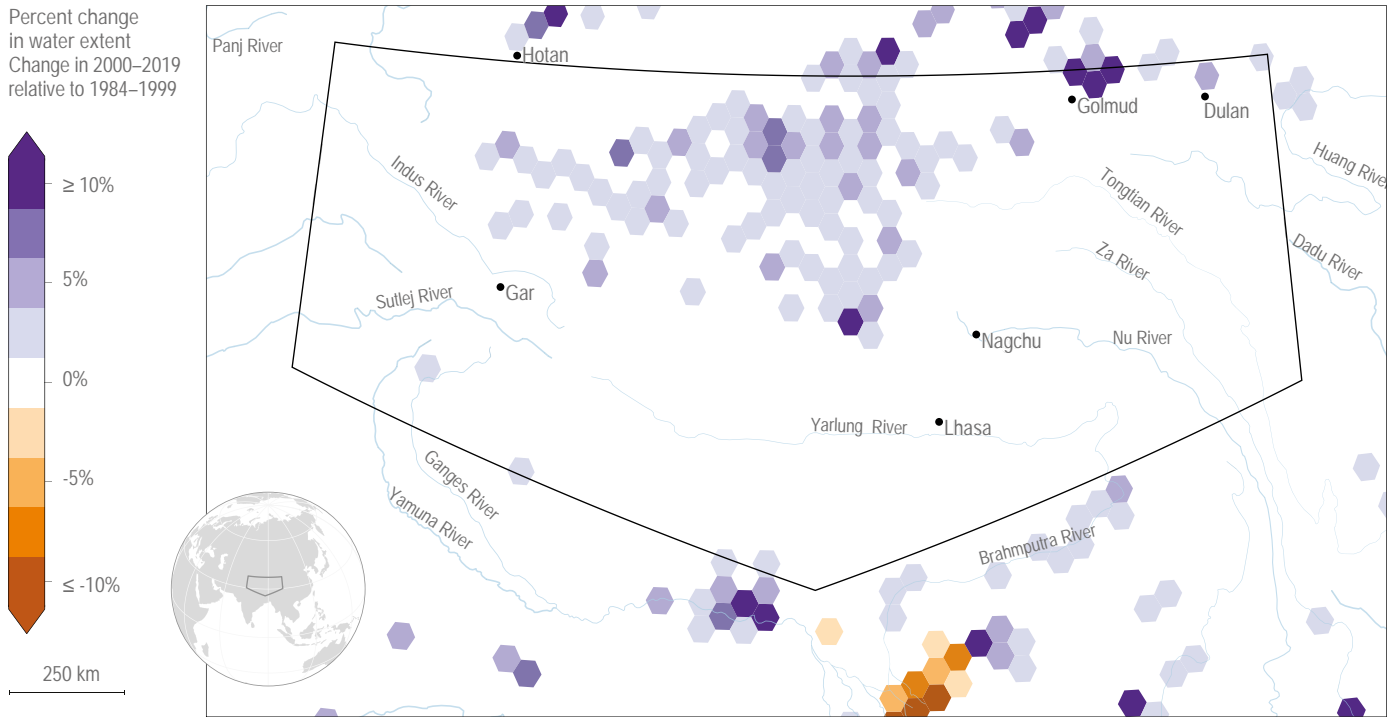 Percent change
in water extent
Change in 2000–2019
relative to 1984–1999
≥ 10%
5%
0%
-5%
≤ -10%
250 km
Panj River
Hotan
Golmud
Dulan
Huang River
Indus River
Tongtian River
Za River
Dadu River
Sutlej River
Gar
Nagchu
Nu River
Yarlung River
Lhasa
Ganges River
Yamuna River
Brahmputra River